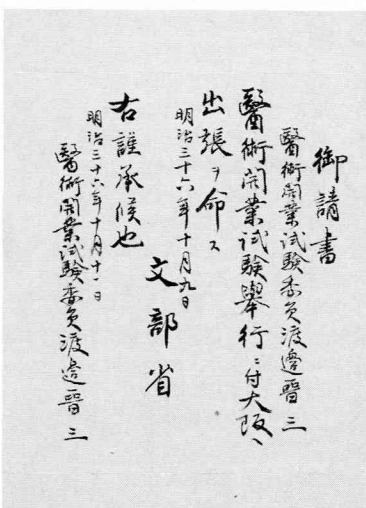 御請書
醫術開業試験委員渡邊晉三
醫術開業試験舉行ニ付大阪ヘ
出張ヲ命ス
明治三十六年十月九日
文部省
右謹承候也
明治三十六年十月十一日
醫術開業試験委員渡邉晉三